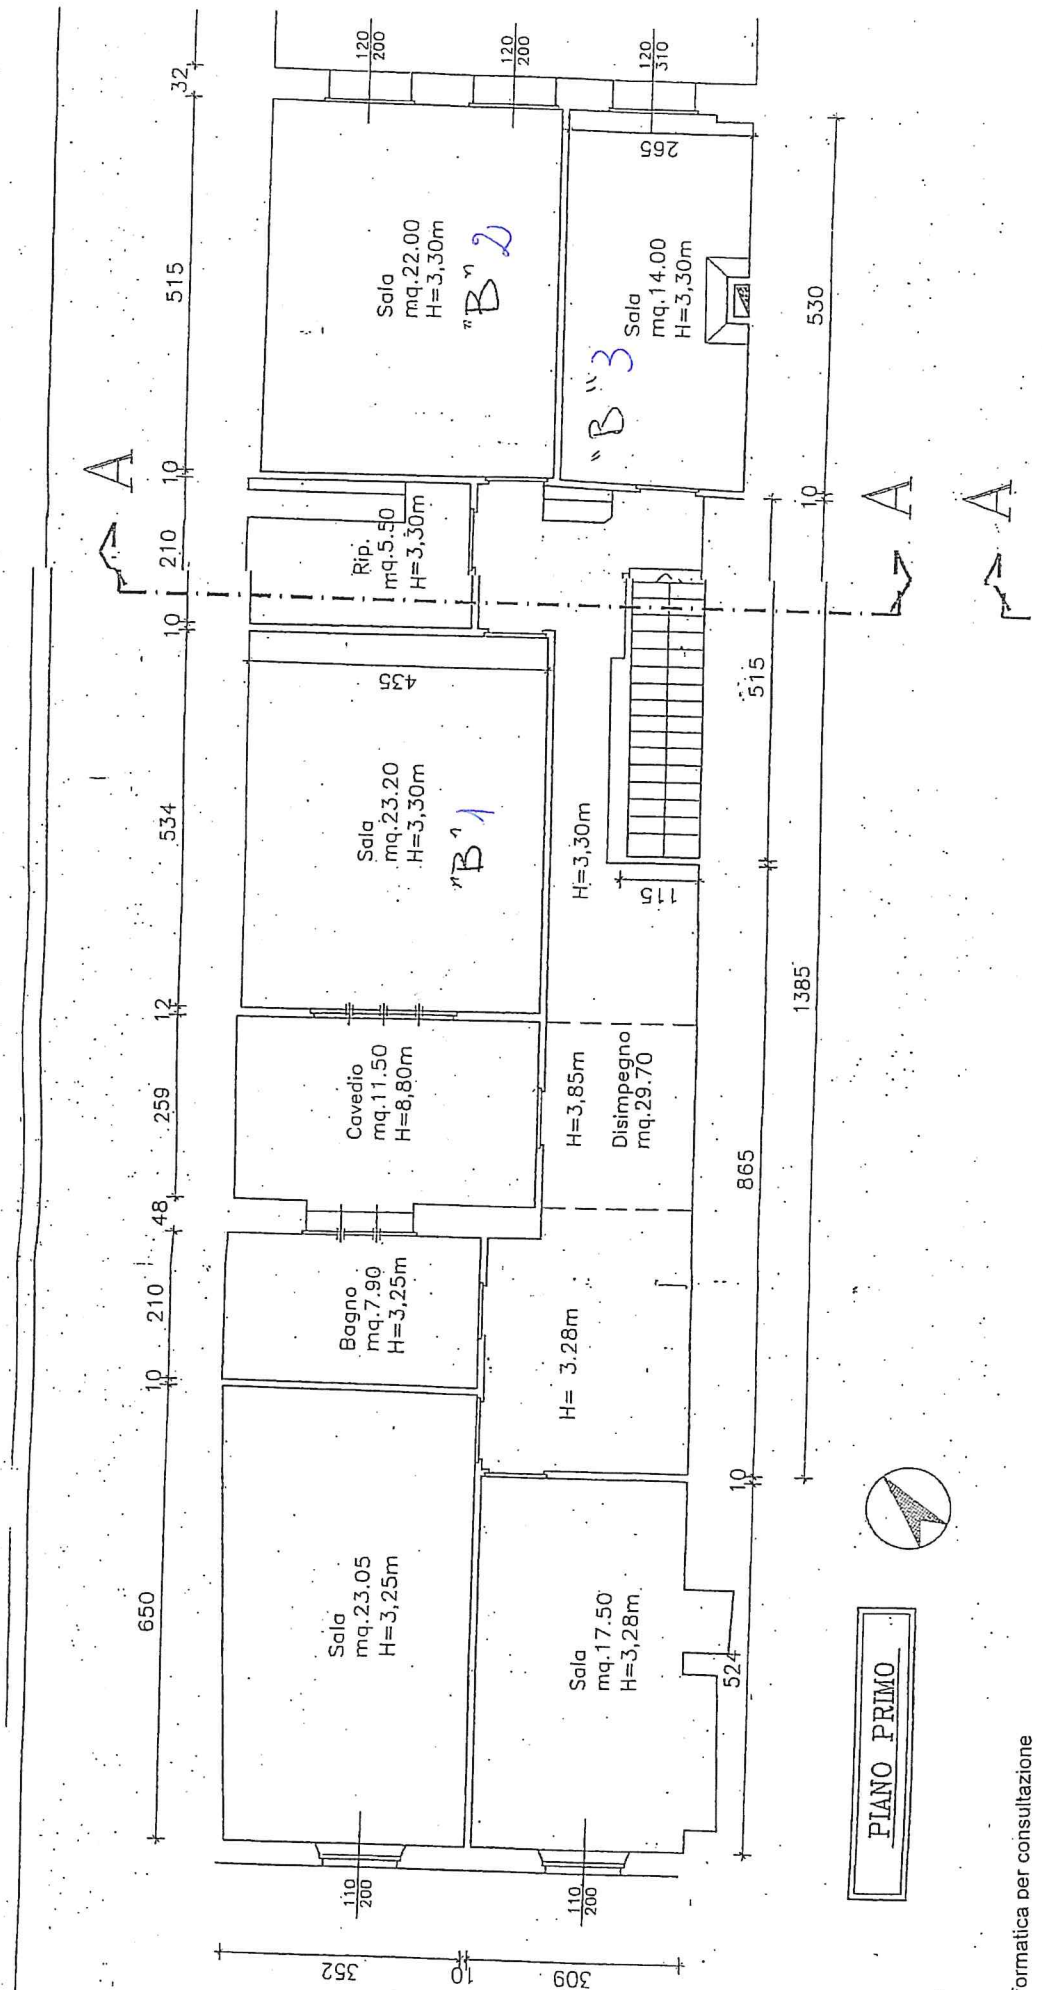 32
515
10
210
10
534
12
259
48
210
10
650
120
200
120
200
120
310
Sala
mq.22.00
H=3,30m
"B" 2
265
Sala
mq.14.00
H=3,30m
"B" 3
530
10
A
A
A
Rip.
mq.5.50
H=3,30m
435
Sala
mq.23.20
H=3,30m
"B" 1
H=3,30m
115
515
1385
Cavedio
mq.11.50
H=8,80m
H=3,85m
Disimpegno
mq.29.70
865
Bagno
mq.7.90
H=3,25m
H= 3.28m
10
Sala
mq.23.05
H=3,25m
Sala
mq.17.50
H=3,28m
524
110
200
110
200
352
10
309
PIANO PRIMO
formatica per consultazione